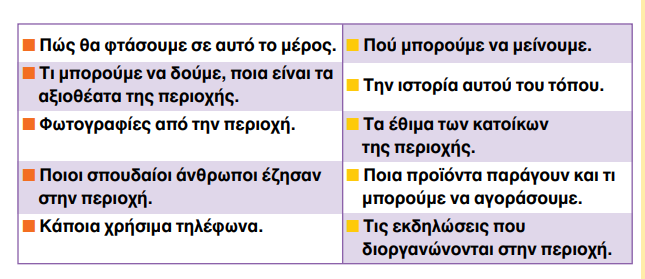 Πώς θα φτάσουμε σε αυτό το μέρος.
Πού μπορούμε να μείνουμε.
Τι μπορούμε να δούμε, ποια είναι τα
αξιοθέατα της περιοχής.
Την ιστορία αυτού του τόπου.
Φωτογραφίες από την περιοχή.
Τα έθιμα των κατοίκων
της περιοχής.
Ποιοι σπουδαίοι άνθρωποι έζησαν
στην περιοχή.
Ποια προϊόντα παράγουν και τι
μπορούμε να αγοράσουμε.
Κάποια χρήσιμα τηλέφωνα.
Τις εκδηλώσεις που
διοργανώνονται στην περιοχή.